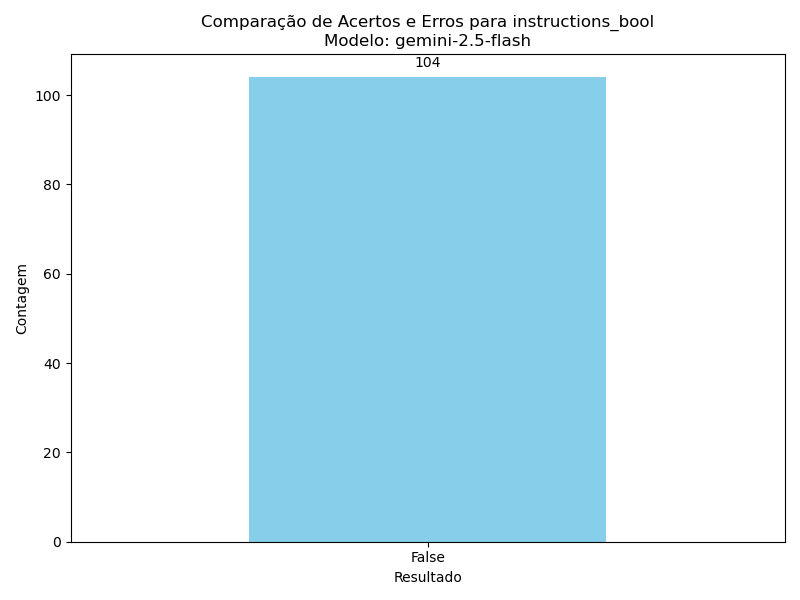 Comparação de Acertos e Erros para instructions_bool
Modelo: gemini-2.5-flash
104
100
80
60
40
20
0
Contagem
False
Resultado